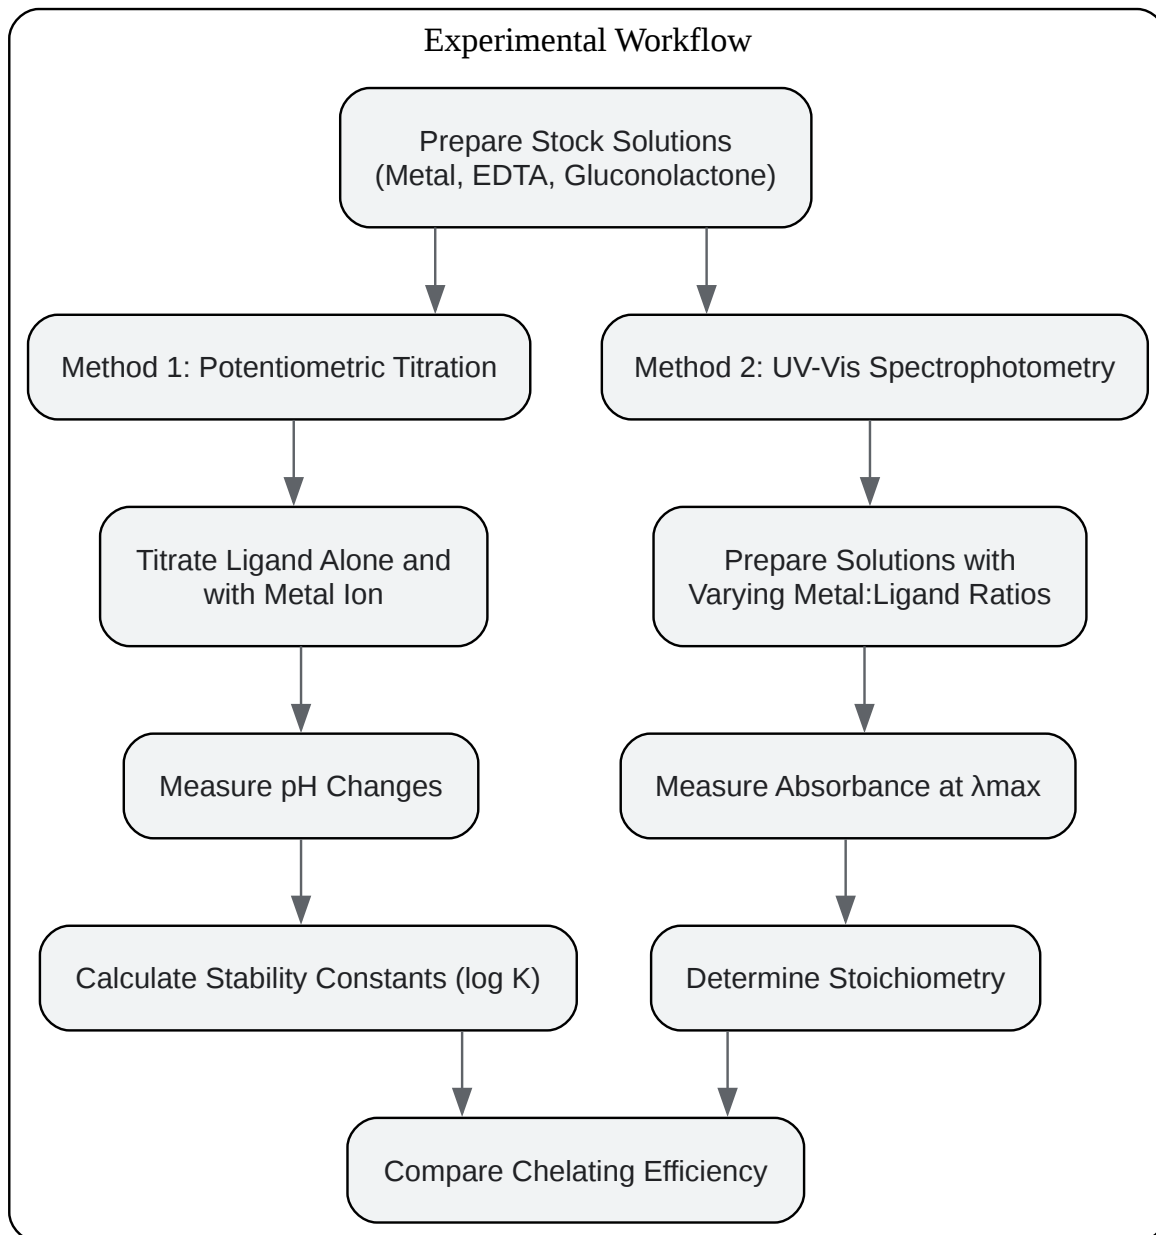 Experimental Workflow
Prepare Stock Solutions
(Metal, EDTA, Gluconolactone)
Method 1: Potentiometric Titration
Method 2: UV-Vis Spectrophotometry
Titrate Ligand Alone and
with Metal Ion
Prepare Solutions with
Varying Metal:Ligand Ratios
Measure pH Changes
Measure Absorbance at λmax
Calculate Stability Constants (log K)
Determine Stoichiometry
Compare Chelating Efficiency